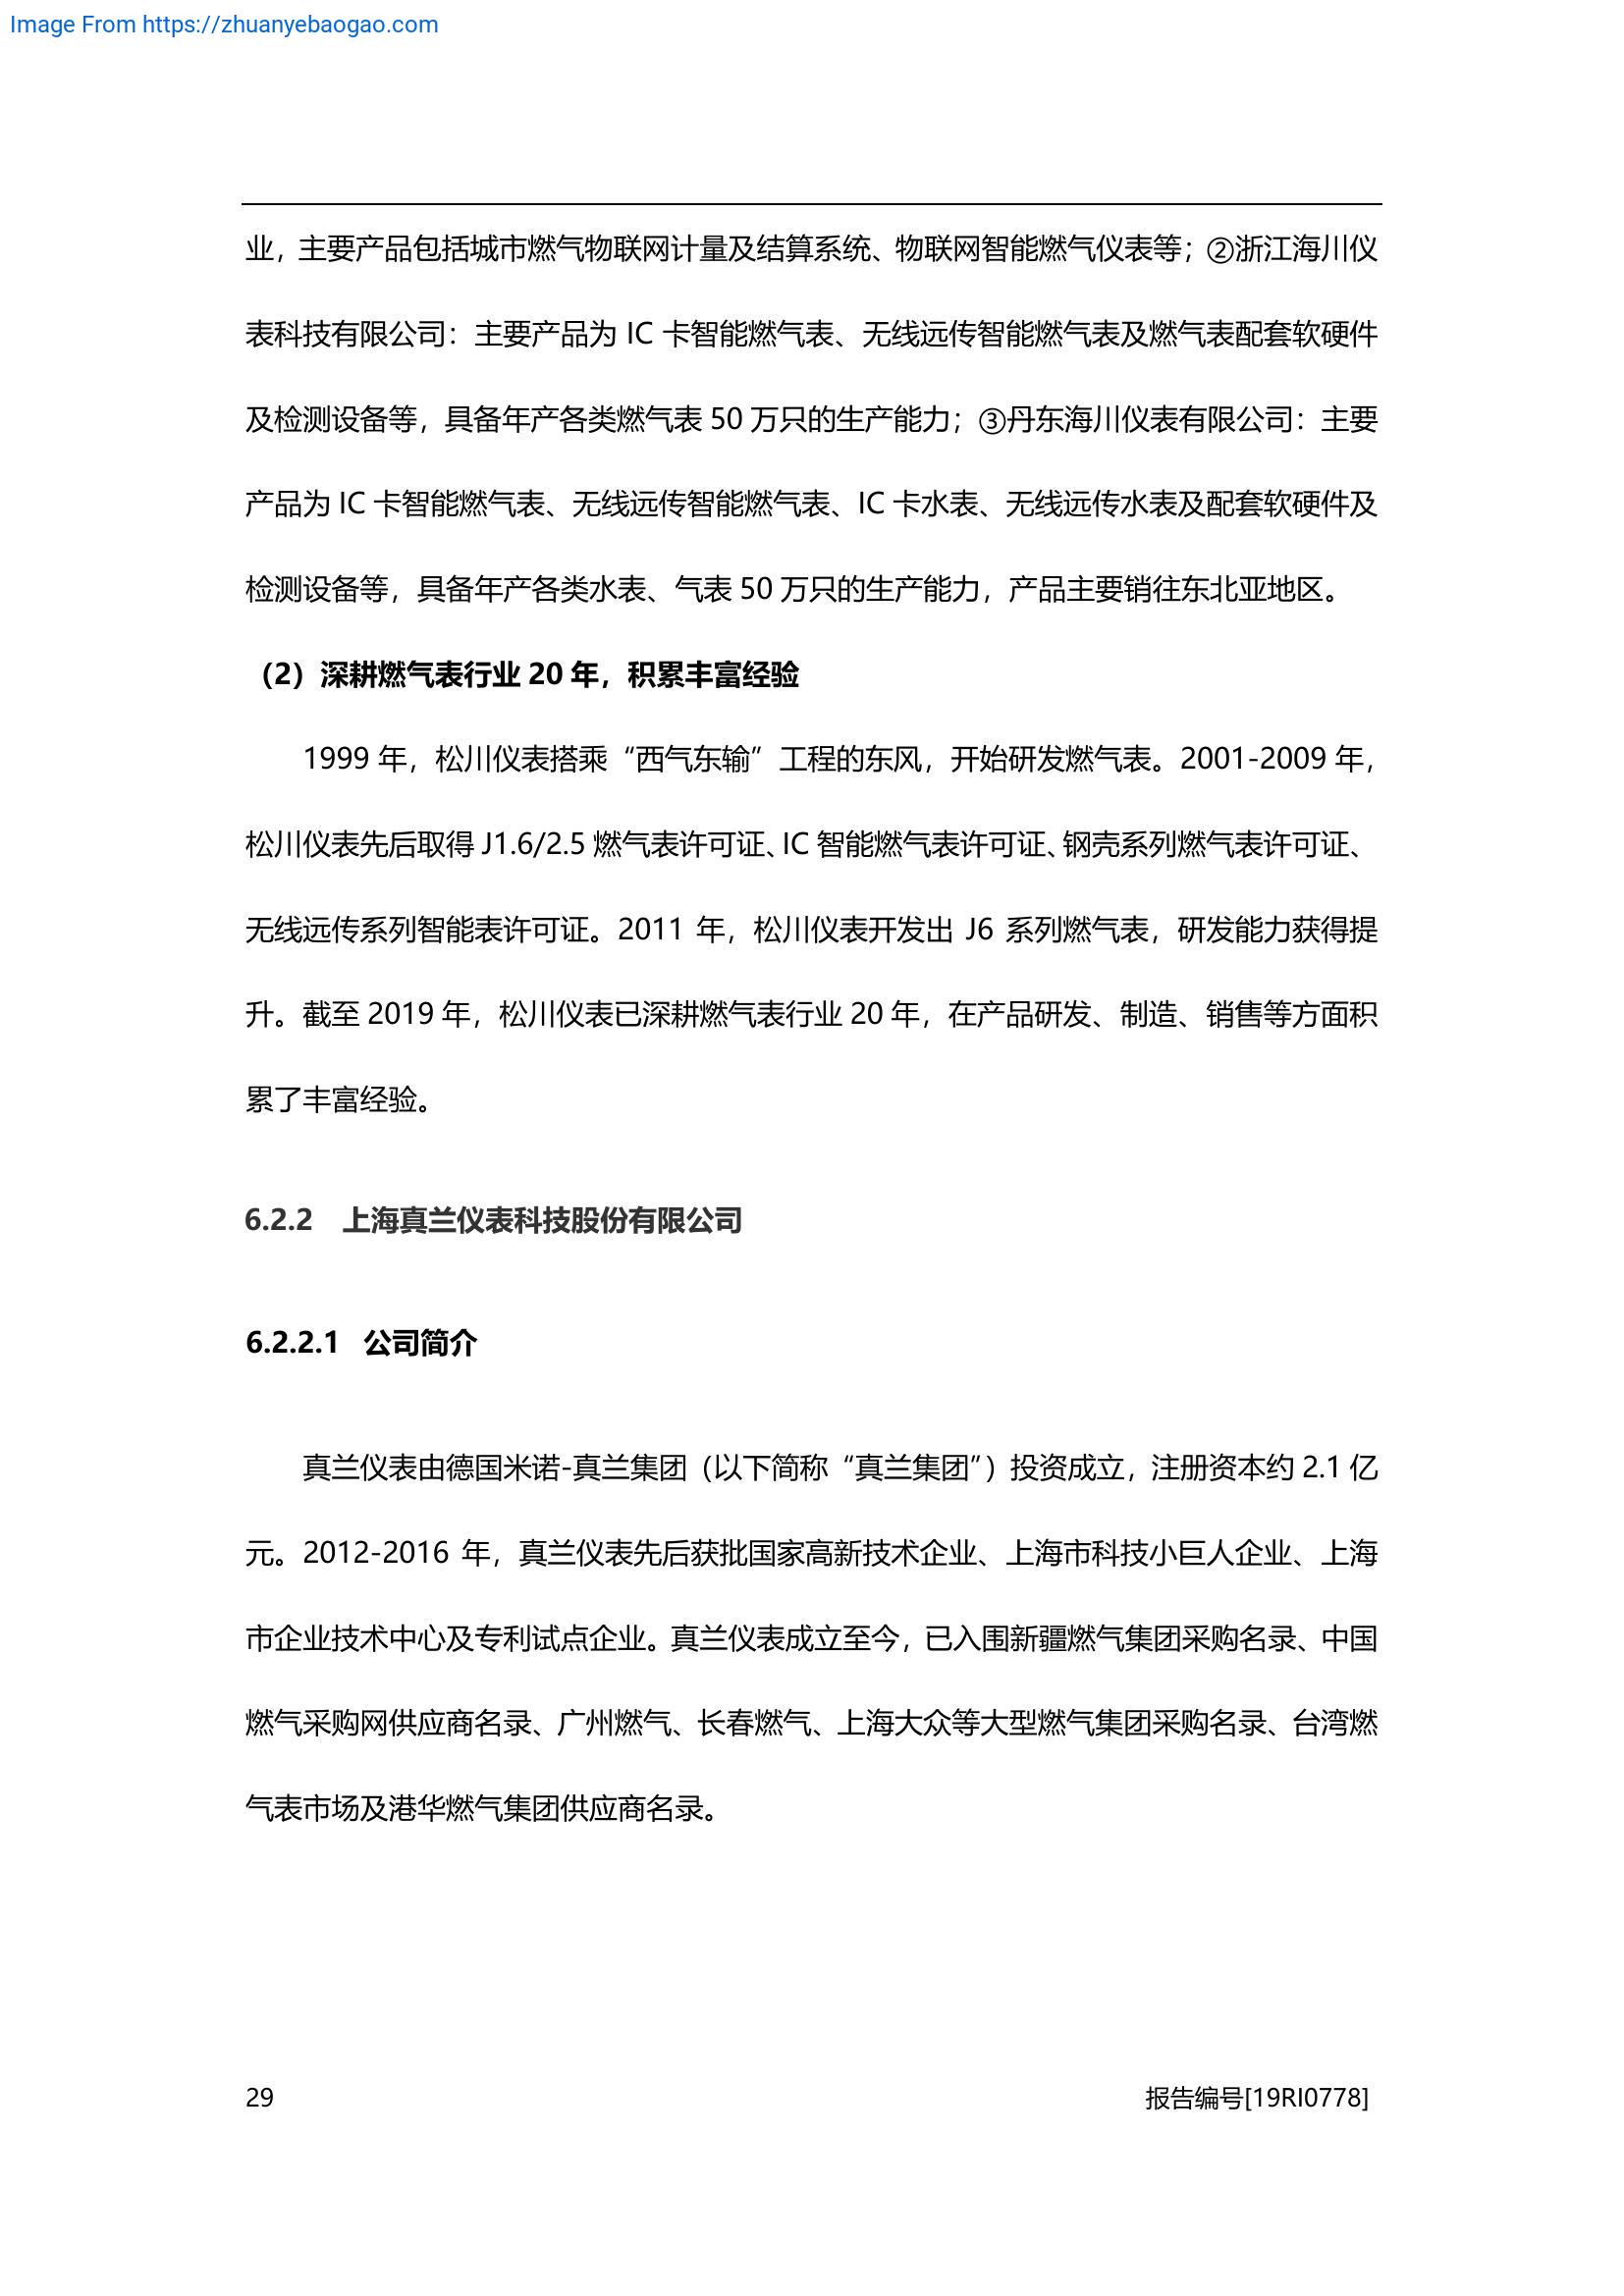 Image From https://zhuanyebaogao.com
业，主要产品包括城市燃气物联网计量及结算系统、物联网智能燃气仪表等；②浙江海川仪
表科技有限公司：主要产品为 IC 卡智能燃气表、无线远传智能燃气表及燃气表配套软硬件
及检测设备等，具备年产各类燃气表 50 万只的生产能力；③丹东海川仪表有限公司：主要
产品为 IC 卡智能燃气表、无线远传智能燃气表、IC 卡水表、无线远传水表及配套软硬件及
检测设备等，具备年产各类水表、气表 50 万只的生产能力，产品主要销往东北亚地区。
（2）深耕燃气表行业 20 年，积累丰富经验
1999 年，松川仪表搭乘“西气东输”工程的东风，开始研发燃气表。2001-2009 年，
松川仪表先后取得 J1.6/2.5 燃气表许可证、IC 智能燃气表许可证、钢壳系列燃气表许可证、
无线远传系列智能表许可证。2011 年，松川仪表开发出 J6 系列燃气表，研发能力获得提
升。截至 2019 年，松川仪表已深耕燃气表行业 20 年，在产品研发、制造、销售等方面积
累了丰富经验。
6.2.2 上海真兰仪表科技股份有限公司
6.2.2.1 公司简介
真兰仪表由德国米诺-真兰集团（以下简称“真兰集团”）投资成立，注册资本约 2.1 亿
元。2012-2016 年，真兰仪表先后获批国家高新技术企业、上海市科技小巨人企业、上海
市企业技术中心及专利试点企业。真兰仪表成立至今，已入围新疆燃气集团采购名录、中国
燃气采购网供应商名录、广州燃气、长春燃气、上海大众等大型燃气集团采购名录、台湾燃
气表市场及港华燃气集团供应商名录。
29 报告编号[19RI0778]